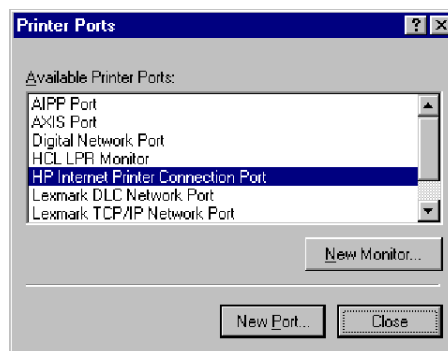 Printer Ports
Available Printer Ports:
AIPP Port
AXIS Port
Digital Network Port
HCL LPR Monitor
HP Internet Printer Connection Port
Lexmark DLC Network Port
Lexmark TCP/IP Network Port
New Monitor...
New Port... Close